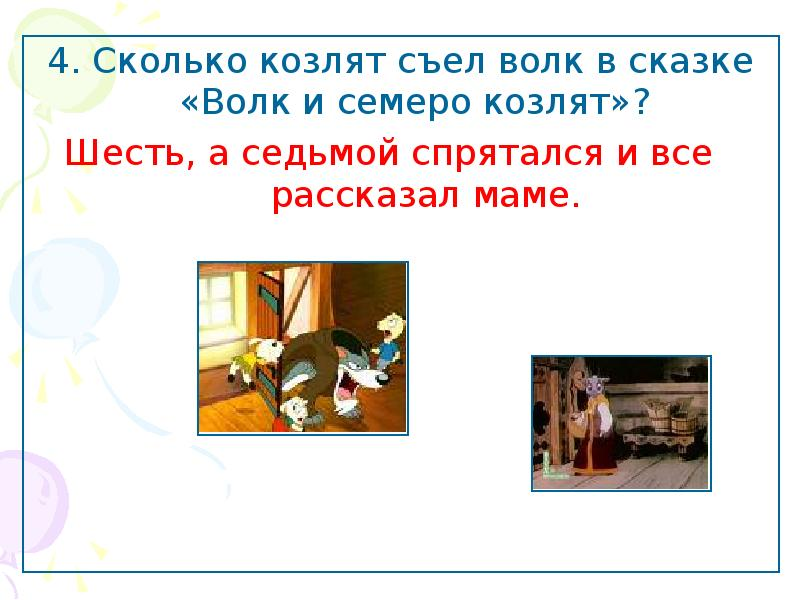 4. Сколько козлят съел волк в сказке
«Волк и семеро козлят»?
Шесть, а седьмой спрятался и все
рассказал маме.